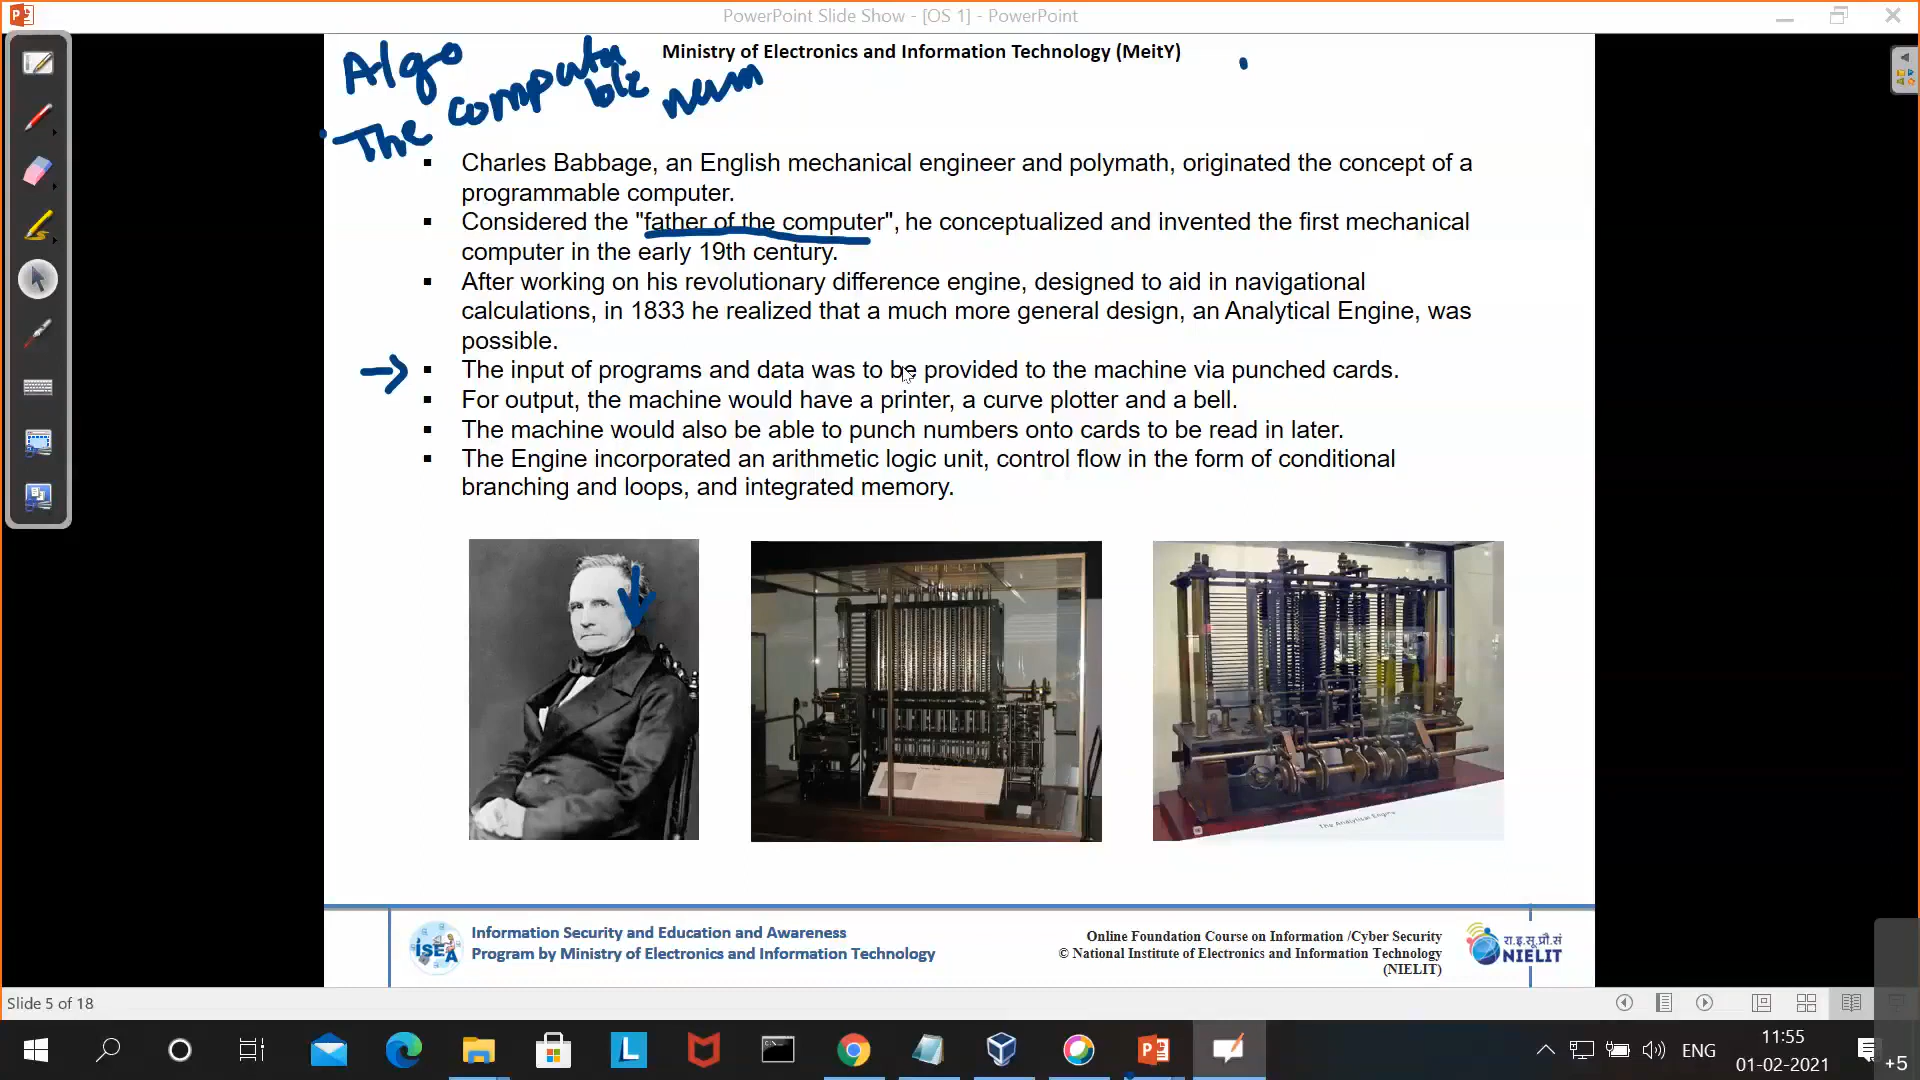 PowerPoint Slide Show - [OS 1] - PowerPoint
Ministry of Electronics and Information Technology (MeitY)
Algo
The computable num
▪ Charles Babbage, an English mechanical engineer and polymath, originated the concept of a
programmable computer.
▪ Considered the "father of the computer", he conceptualized and invented the first mechanical
computer in the early 19th century.
▪ After working on his revolutionary difference engine, designed to aid in navigational
calculations, in 1833 he realized that a much more general design, an Analytical Engine, was
possible.
▪ The input of programs and data was to be provided to the machine via punched cards.
▪ For output, the machine would have a printer, a curve plotter and a bell.
▪ The machine would also be able to punch numbers onto cards to be read in later.
▪ The Engine incorporated an arithmetic logic unit, control flow in the form of conditional
branching and loops, and integrated memory.
The Analytical Engine
ISEA
Information Security and Education and Awareness
Program by Ministry of Electronics and Information Technology
Online Foundation Course on Information /Cyber Security
© National Institute of Electronics and Information Technology
(NIELIT)
रा.इ.सू.प्रौ.सं
NIELIT
Slide 5 of 18
ENG
11:55
01-02-2021
+5